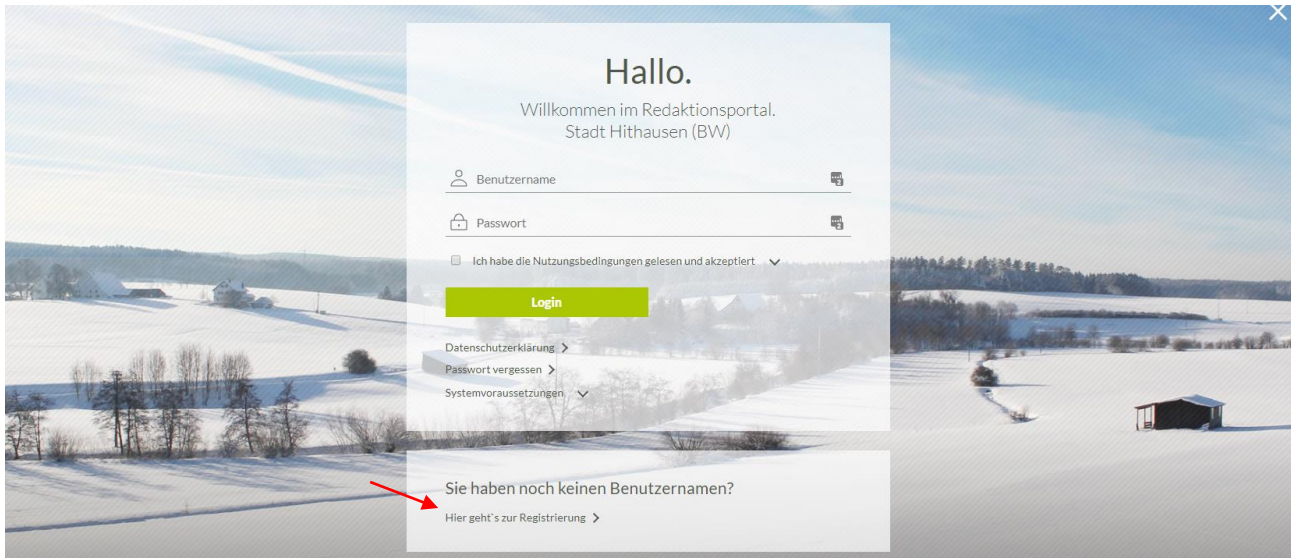 Hallo.
Willkommen im Redaktionsportal.
Stadt Hithausen (BW)
Benutzername
Passwort
Ich habe die Nutzungsbedingungen gelesen und akzeptiert
Login
Datenschutzerklärung
Passwort vergessen
Systemvoraussetzungen
Sie haben noch keinen Benutzernamen?
Hier geht`s zur Registrierung